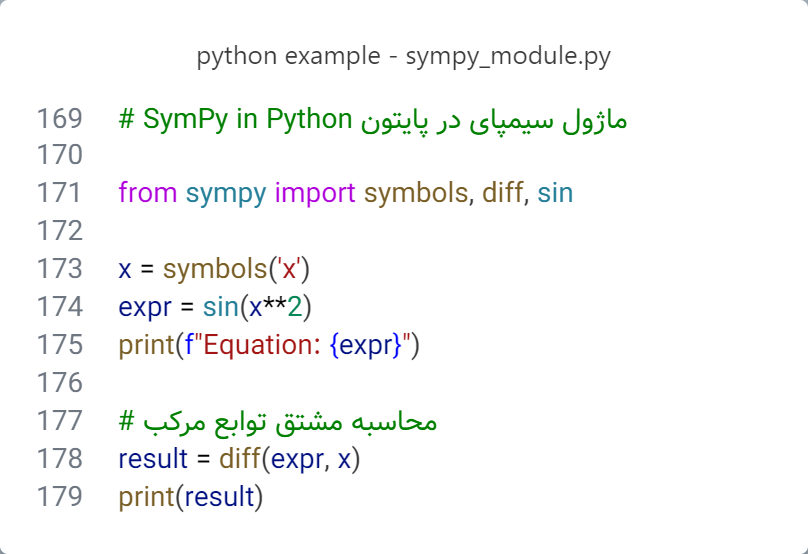 python example - sympy_module.py
169 # SymPy in Python ماژول سیمپای در پایتون
170
171 from sympy import symbols, diff, sin
172
173 x = symbols('x')
174 expr = sin(x**2)
175 print(f"Equation: {expr}")
176
177 # محاسبه مشتق توابع مرکب
178 result = diff(expr, x)
179 print(result)